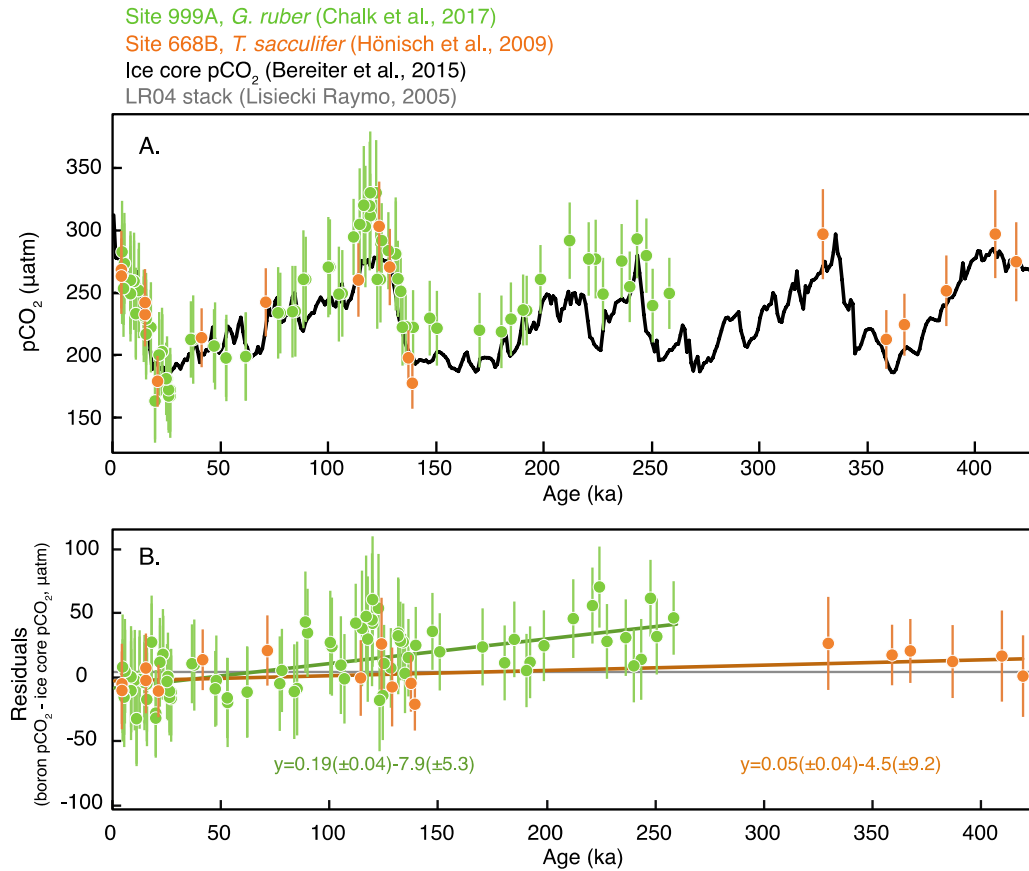 Site 999A, G. ruber (Chalk et al., 2017)
Site 668B, T. sacculifer (Hönisch et al., 2009)
Ice core pCO₂ (Bereiter et al., 2015)
LR04 stack (Lisiecki Raymo, 2005)
A.
350
300
250
200
150
pCO₂ (µatm)
0 50 100 150 200 250 300 350 400
Age (ka)
B.
100
50
0
-50
-100
Residuals
(boron pCO₂ - ice core pCO₂, µatm)
y=0.19(±0.04)-7.9(±5.3)
y=0.05(±0.04)-4.5(±9.2)
0 50 100 150 200 250 300 350 400
Age (ka)